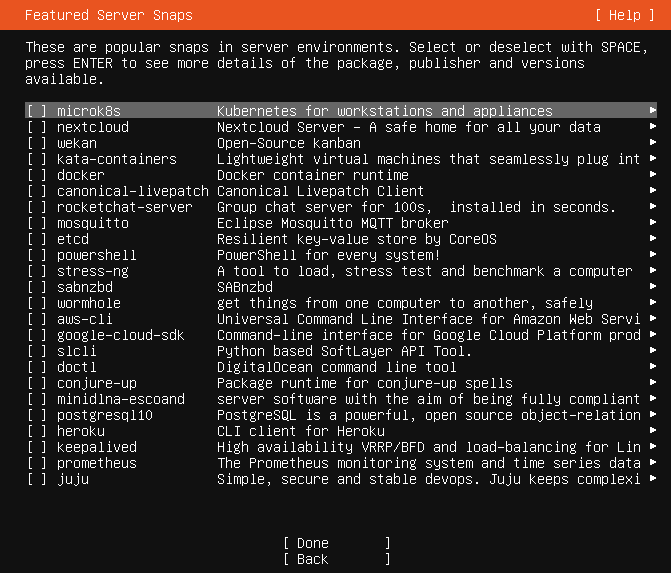 Featured Server Snaps [ Help ]
These are popular snaps in server environments. Select or deselect with SPACE,
press ENTER to see more details of the package, publisher and versions
available.
[ ] microk8s Kubernetes for workstations and appliances ▸
[ ] nextcloud Nextcloud Server - A safe home for all your data ▸
[ ] wekan Open-Source kanban ▸
[ ] kata-containers Lightweight virtual machines that seamlessly plug int ▸
[ ] docker Docker container runtime ▸
[ ] canonical-livepatch Canonical Livepatch Client ▸
[ ] rocketchat-server Group chat server for 100s, installed in seconds. ▸
[ ] mosquitto Eclipse Mosquitto MQTT broker ▸
[ ] etcd Resilient key-value store by CoreOS ▸
[ ] powershell PowerShell for every system! ▸
[ ] stress-ng A tool to load, stress test and benchmark a computer ▸
[ ] sabnzbd SABnzbd ▸
[ ] wormhole get things from one computer to another, safely ▸
[ ] aws-cli Universal Command Line Interface for Amazon Web Servi ▸
[ ] google-cloud-sdk Command-line interface for Google Cloud Platform prod ▸
[ ] slcli Python based SoftLayer API Tool. ▸
[ ] doctl DigitalOcean command line tool ▸
[ ] conjure-up Package runtime for conjure-up spells ▸
[ ] minidlna-escoand server software with the aim of being fully compliant ▸
[ ] postgresql10 PostgreSQL is a powerful, open source object-relation ▸
[ ] heroku CLI client for Heroku ▸
[ ] keepalived High availability VRRP/BFD and load-balancing for Lin ▸
[ ] prometheus The Prometheus monitoring system and time series data ▸
[ ] juju Simple, secure and stable devops. Juju keeps complexi ▸
[ Done ]
[ Back ]